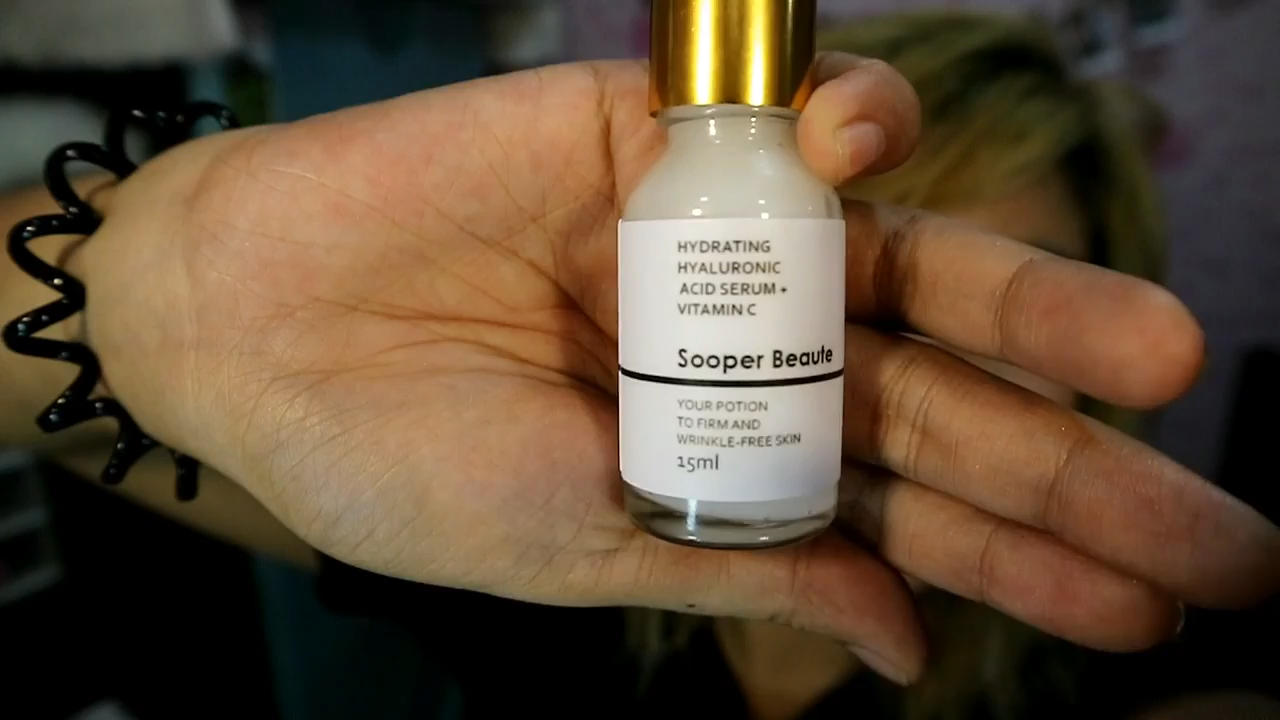 HYDRATING
HYALURONIC
ACID SERUM +
VITAMIN C
Sooper Beaute
YOUR POTION
TO FIRM AND
WRINKLE-FREE SKIN
15ml